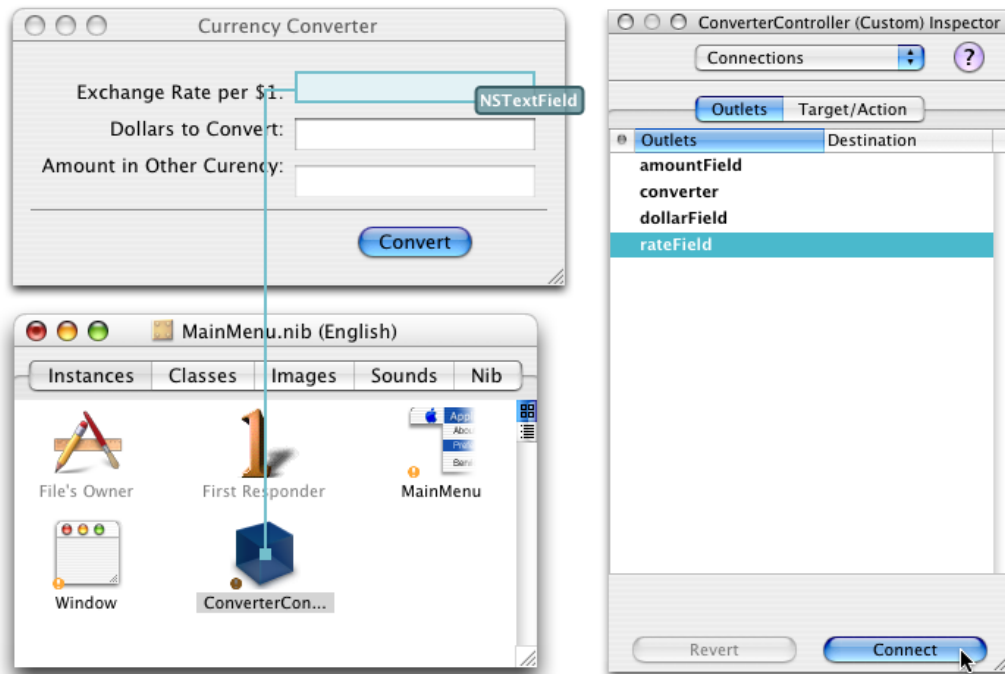 Currency Converter
Exchange Rate per $1:
NSTextField
Dollars to Convert:
Amount in Other Curency:
Convert
MainMenu.nib (English)
Instances Classes Images Sounds Nib
File's Owner
1
First Responder
MainMenu
Window
ConverterCon...
ConverterController (Custom) Inspector
Connections
?
Outlets Target/Action
Outlets Destination
amountField
converter
dollarField
rateField
Revert Connect